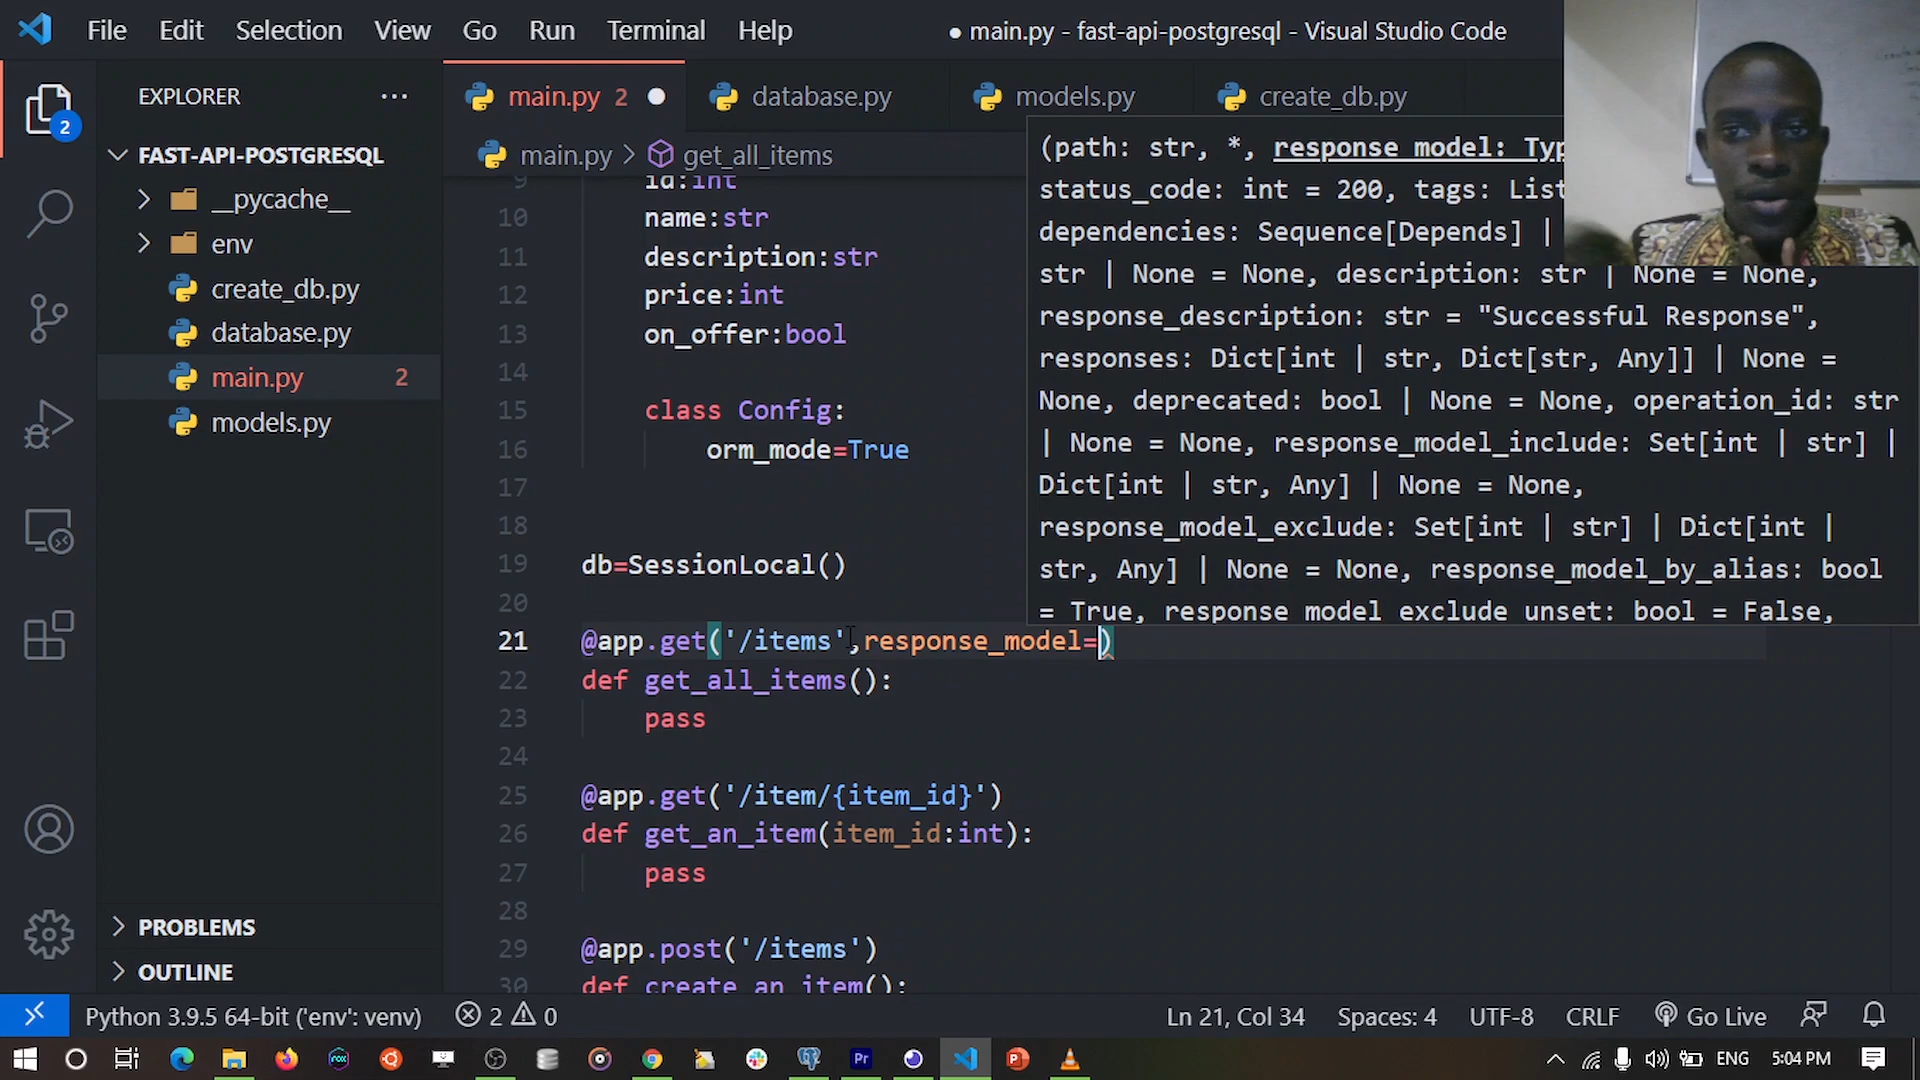 File Edit Selection View Go Run Terminal Help
● main.py - fast-api-postgresql - Visual Studio Code
EXPLORER ...
main.py 2
database.py
models.py
create_db.py
2
FAST-API-POSTGRESQL
main.py > get_all_items
__pycache__
env
create_db.py
database.py
main.py 2
models.py
PROBLEMS
OUTLINE
9 id:int
10 name:str
11 description:str
12 price:int
13 on_offer:bool
14
15 class Config:
16 orm_mode=True
17
18
19 db=SessionLocal()
20
21 @app.get('/items',response_model=)
22 def get_all_items():
23 pass
24
25 @app.get('/item/{item_id}')
26 def get_an_item(item_id:int):
27 pass
28
29 @app.post('/items')
30 def create_an_item():
(path: str, *, response_model: Typ
status_code: int = 200, tags: List
dependencies: Sequence[Depends] |
str | None = None, description: str | None = None,
response_description: str = "Successful Response",
responses: Dict[int | str, Dict[str, Any]] | None =
None, deprecated: bool | None = None, operation_id: str
| None = None, response_model_include: Set[int | str] |
Dict[int | str, Any] | None = None,
response_model_exclude: Set[int | str] | Dict[int |
str, Any] | None = None, response_model_by_alias: bool
= True, response_model_exclude_unset: bool = False,
Python 3.9.5 64-bit ('env': venv) 2 0 Ln 21, Col 34 Spaces: 4 UTF-8 CRLF Go Live
Pr ENG 5:04 PM